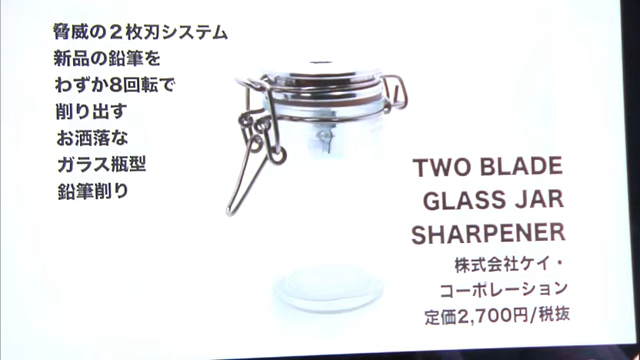 脅威の2枚刃システム
新品の鉛筆を
わずか8回転で
削り出す
お洒落な
ガラス瓶型
鉛筆削り
TWO BLADE
GLASS JAR
SHARPENER
株式会社ケイ・
コーポレーション
定価2,700円/税抜